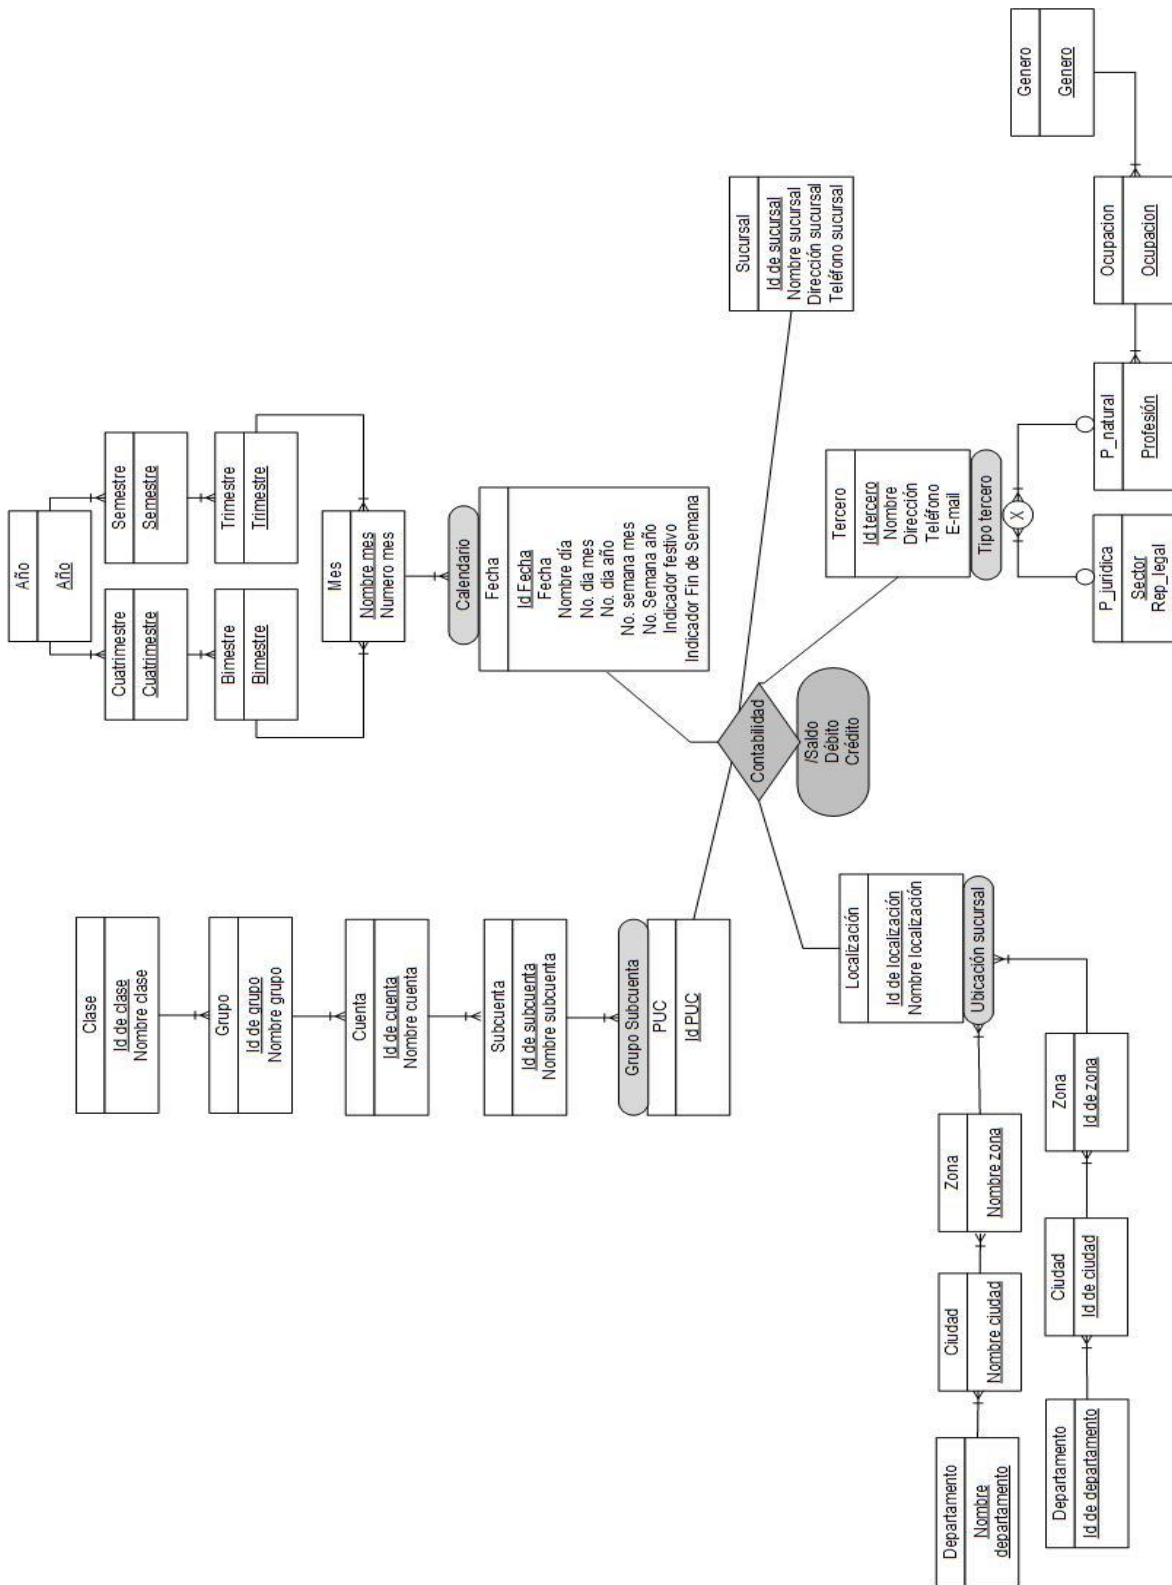 Departamento
Nombre
departamento
Ciudad
Nombre ciudad
Zona
Nombre zona
Departamento
Id de departamento
Ciudad
Id de ciudad
Zona
Id de zona
Localización
Id de localización
Nombre localización
Ubicación sucursal
Clase
Id de clase
Nombre clase
Grupo
Id de grupo
Nombre grupo
Cuenta
Id de cuenta
Nombre cuenta
Subcuenta
Id de subcuenta
Nombre subcuenta
Grupo Subcuenta
PUC
Id PUC
Contabilidad
/Saldo
Débito
Crédito
Año
Año
Cuatrimestre
Cuatrimestre
Semestre
Semestre
Bimestre
Bimestre
Trimestre
Trimestre
Mes
Nombre mes
Numero mes
Calendario
Fecha
Id Fecha
Fecha
Nombre día
No. dia mes
No. dia año
No. semana mes
No. Semana año
Indicador festivo
Indicador Fin de Semana
Sucursal
Id de sucursal
Nombre sucursal
Dirección sucursal
Teléfono sucursal
Tercero
Id tercero
Nombre
Dirección
Teléfono
E-mail
Tipo tercero
X
P_jurídica
Sector
Rep_legal
P_natural
Profesión
Ocupacion
Ocupacion
Genero
Genero